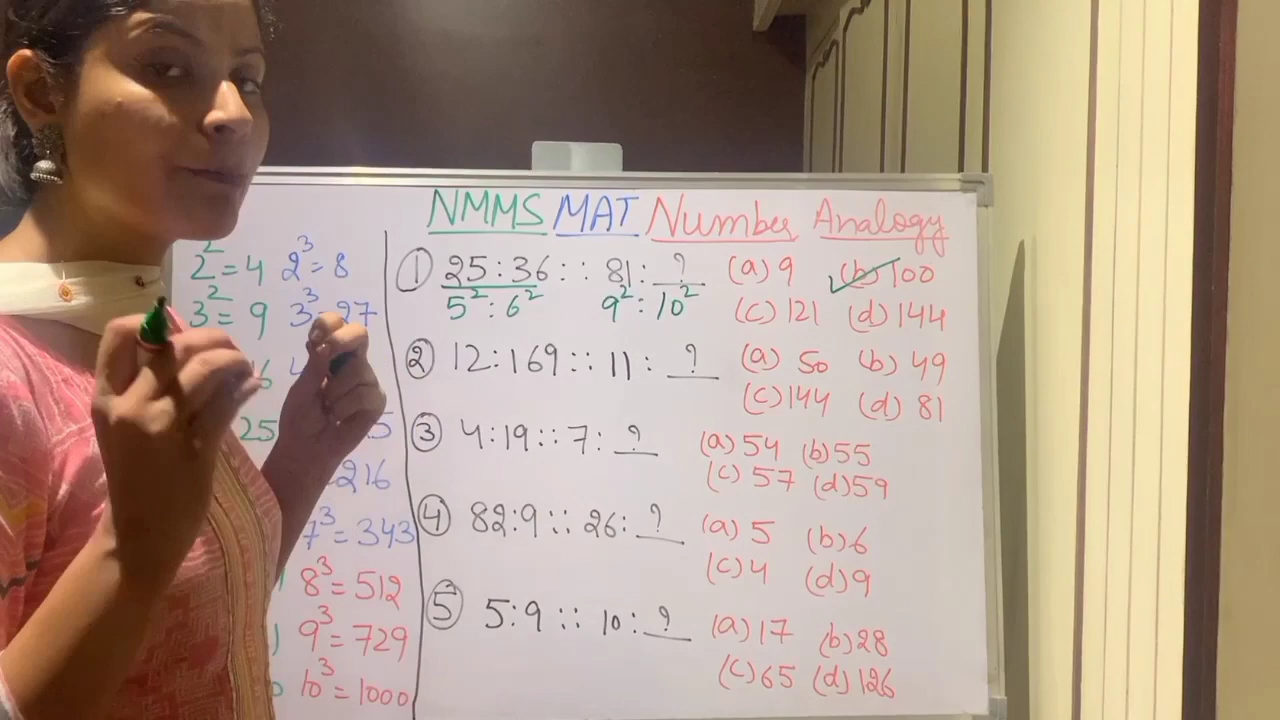 NMMS MAT Number Analogy
2² = 4 2³ = 8
3² = 9 3³ = 27
25
216
7³ = 343
8³ = 512
9³ = 729
10³ = 1000
① 25 : 36 : : 81 : ? (a) 9 (b) 100
5² : 6² 9² : 10² (c) 121 (d) 144
② 12 : 169 : : 11 : ? (a) 50 (b) 49
(c) 144 (d) 81
③ 4 : 19 : : 7 : ? (a) 54 (b) 55
(c) 57 (d) 59
④ 82 : 9 : : 26 : ? (a) 5 (b) 6
(c) 4 (d) 9
⑤ 5 : 9 : : 10 : ? (a) 17 (b) 28
(c) 65 (d) 126